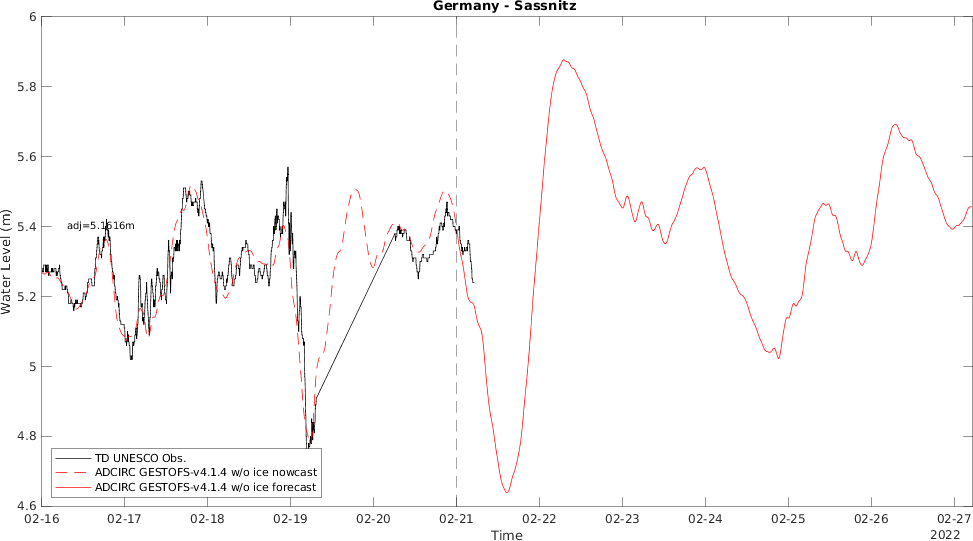 Germany - Sassnitz
6
5.8
5.6
5.4
5.2
5
4.8
4.6
Water Level (m)
adj=5.1516m
TD UNESCO Obs.
ADCIRC GESTOFS-v4.1.4 w/o ice nowcast
ADCIRC GESTOFS-v4.1.4 w/o ice forecast
02-16 02-17 02-18 02-19 02-20 02-21 02-22 02-23 02-24 02-25 02-26 02-27
Time
2022